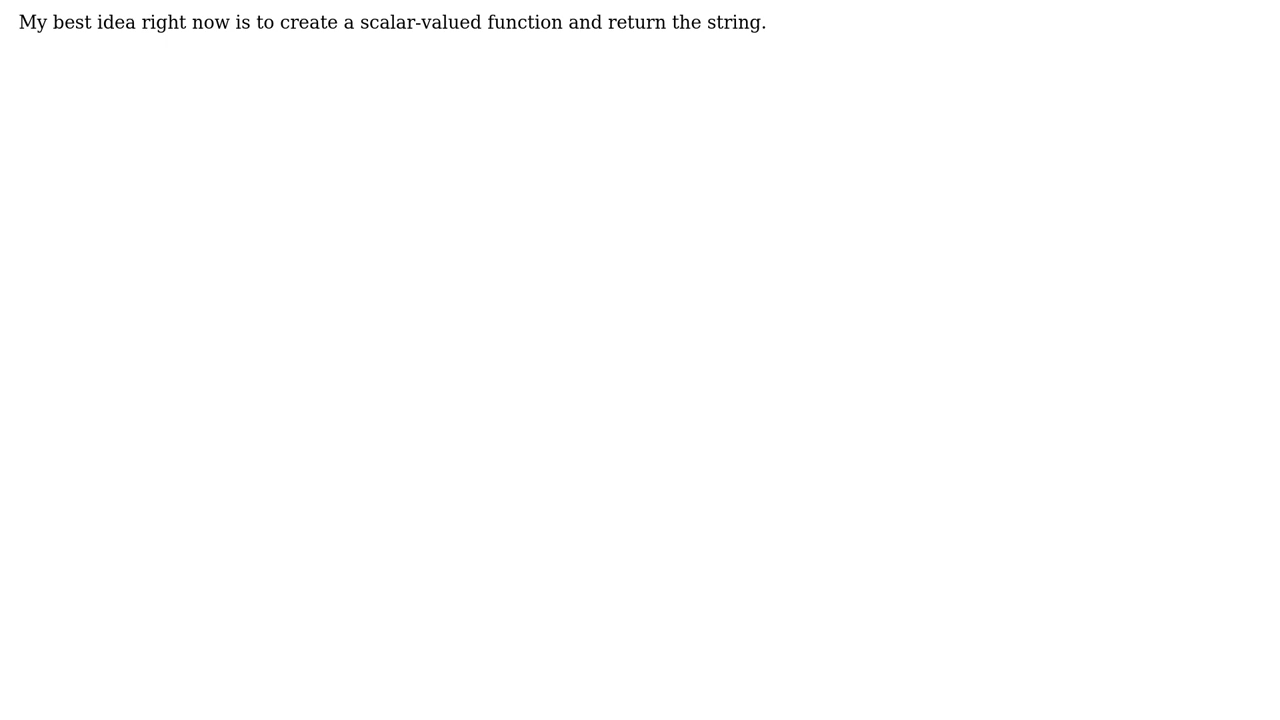 My best idea right now is to create a scalar-valued function and return the string.